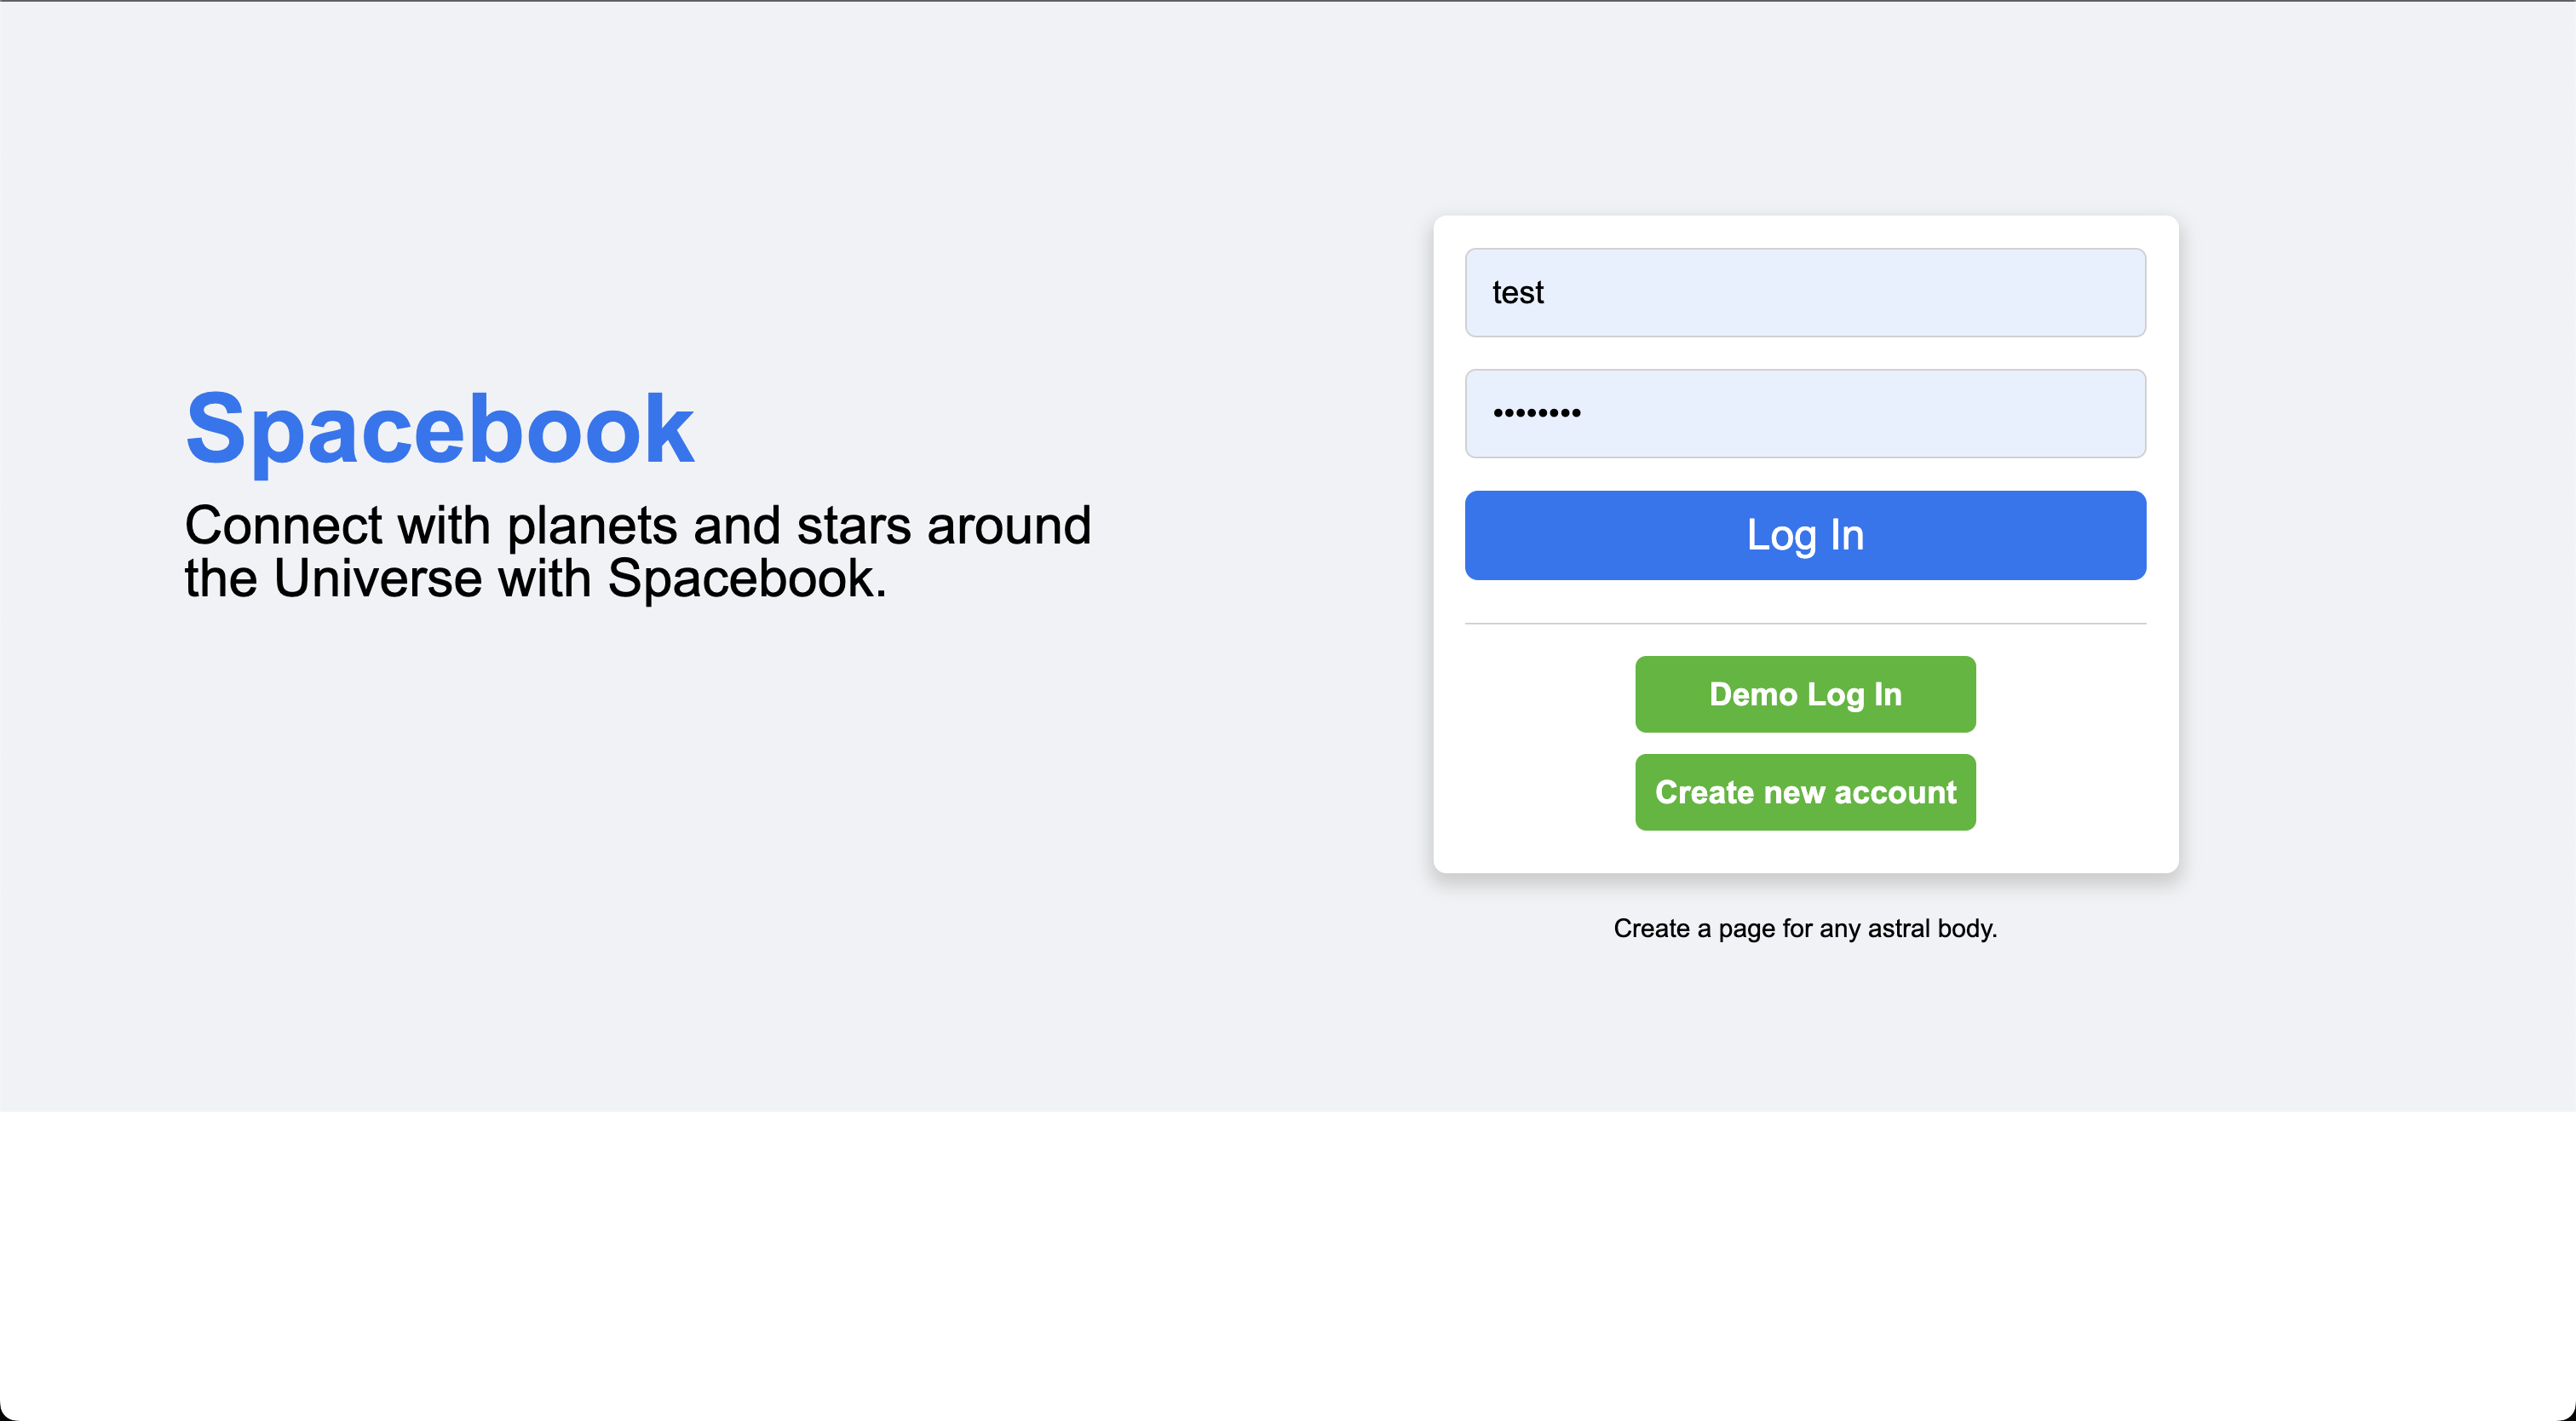 Spacebook
Connect with planets and stars around
the Universe with Spacebook.
test
••••••••
Log In
Demo Log In
Create new account
Create a page for any astral body.